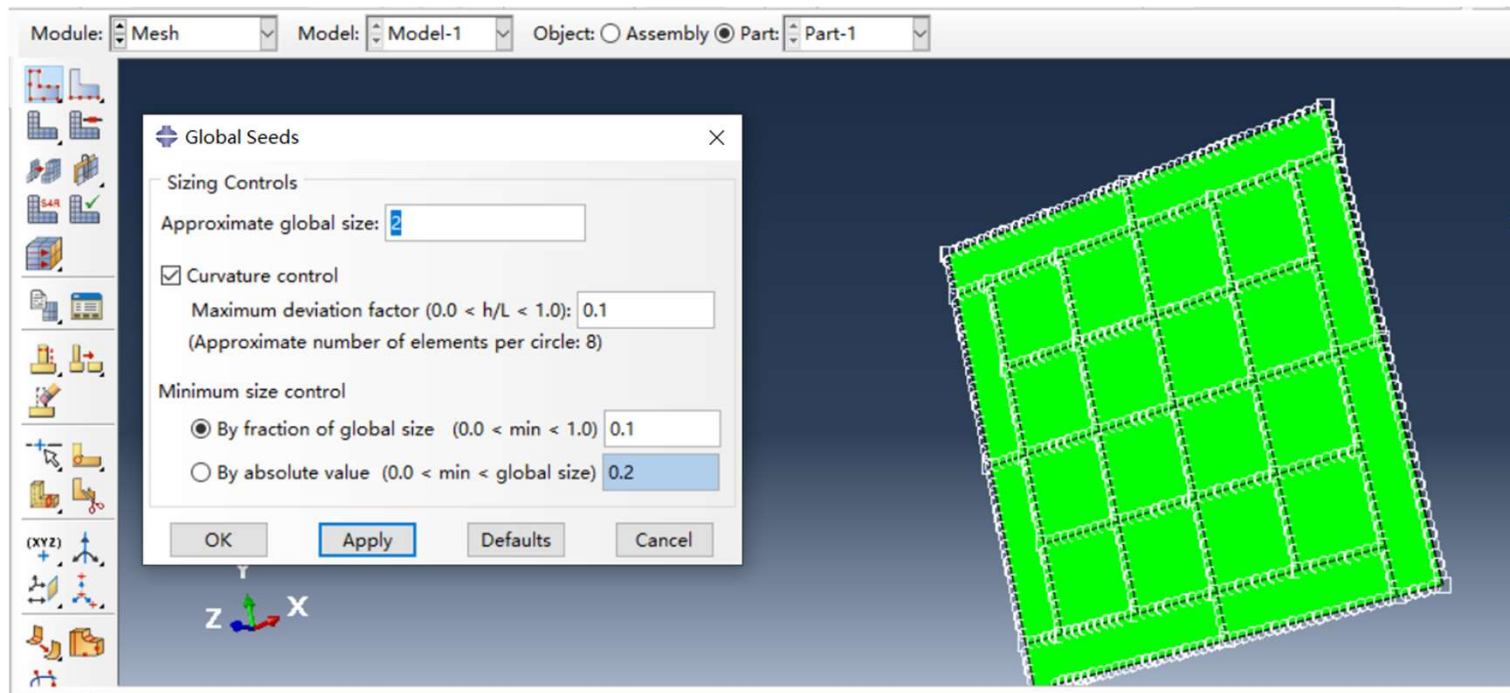 Module: Mesh Model: Model-1 Object: Assembly Part: Part-1
Global Seeds
Sizing Controls
Approximate global size: 2
Curvature control
Maximum deviation factor (0.0 < h/L < 1.0): 0.1
(Approximate number of elements per circle: 8)
Minimum size control
By fraction of global size (0.0 < min < 1.0) 0.1
By absolute value (0.0 < min < global size) 0.2
OK Apply Defaults Cancel
S4R
(XYZ)
Y
Z X